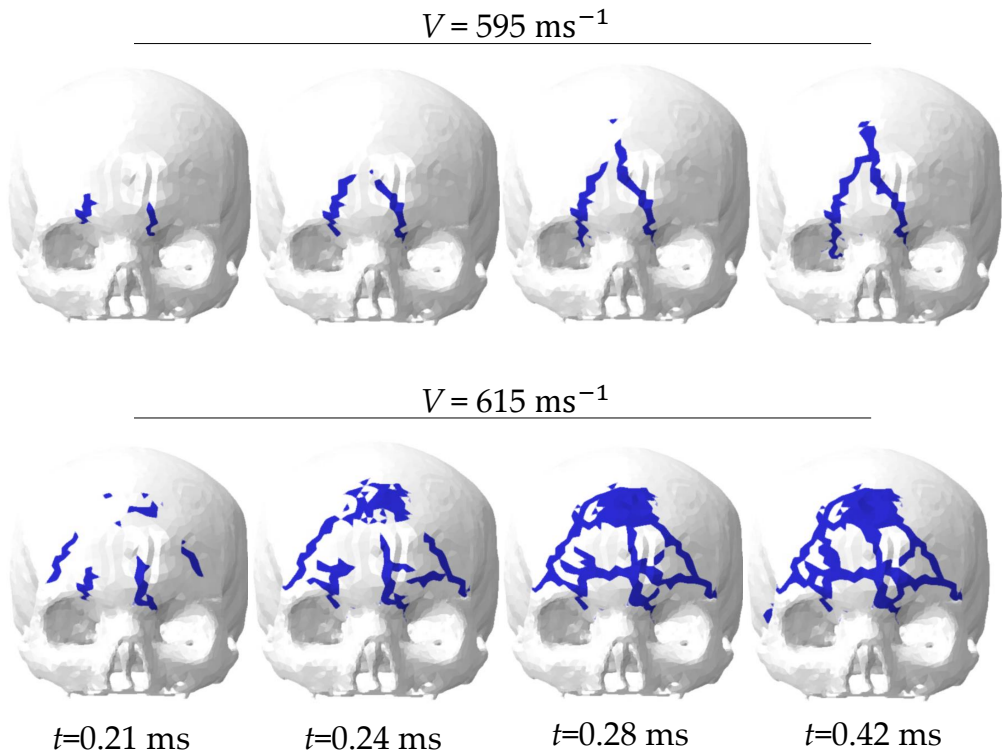 V = 595 ms⁻¹
V = 615 ms⁻¹
t=0.21 ms t=0.24 ms t=0.28 ms t=0.42 ms